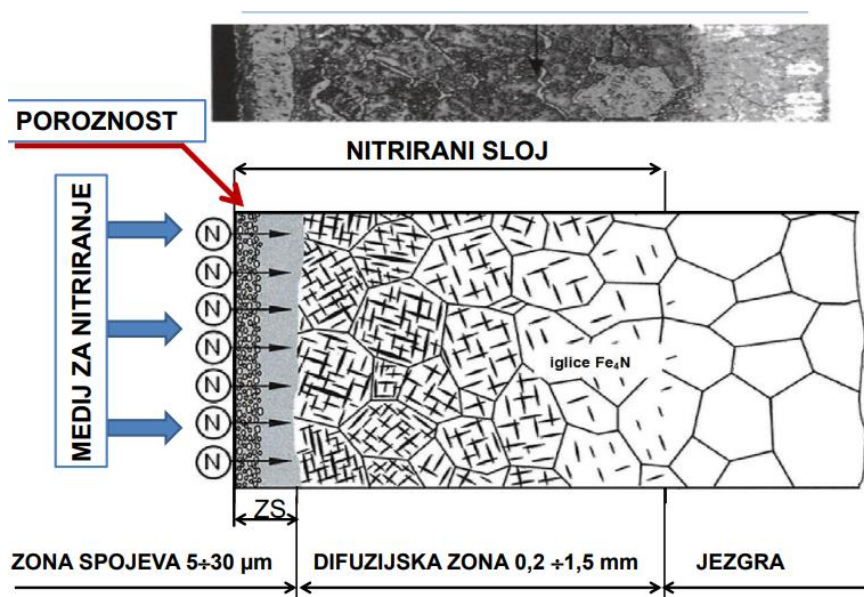 POROZNOST
NITRIRANI SLOJ
MEDIJ ZA NITRIRANJE
N
N
N
N
N
N
N
iglice Fe₄N
ZS
ZONA SPOJEVA 5÷30 µm
DIFUZIJSKA ZONA 0,2 ÷1,5 mm
JEZGRA